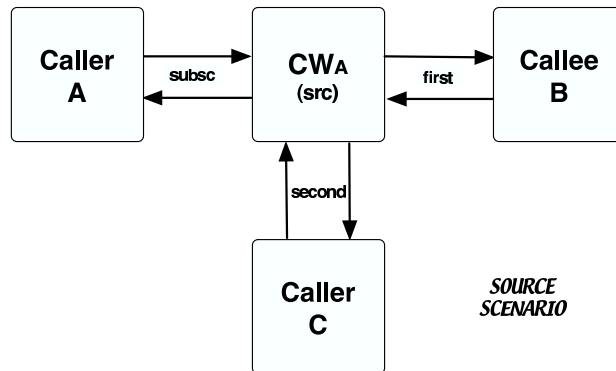 Caller
A
subsc
CWA
(src)
first
Callee
B
second
Caller
C
SOURCE
SCENARIO